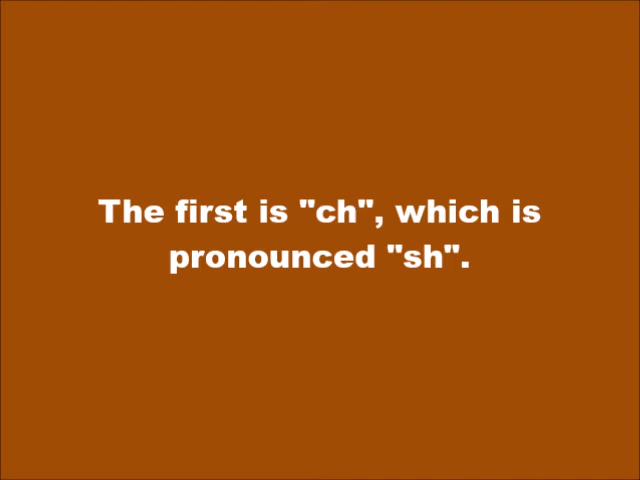 The first is "ch", which is
pronounced "sh".